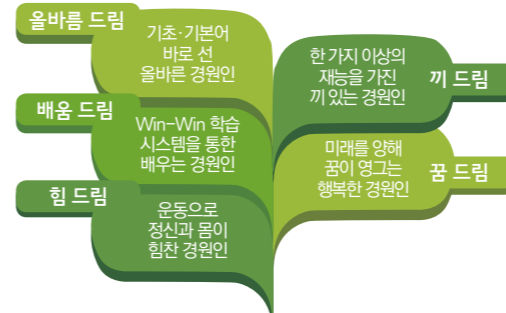 올바름 드림
기초·기본어
바로 선
올바른 경원인
배움 드림
Win-Win 학습
시스템을 통한
배우는 경원인
힘 드림
운동으로
정신과 몸이
힘찬 경원인
한 가지 이상의
재능을 가진
끼 있는 경원인
끼 드림
미래를 양해
꿈이 영그는
행복한 경원인
꿈 드림